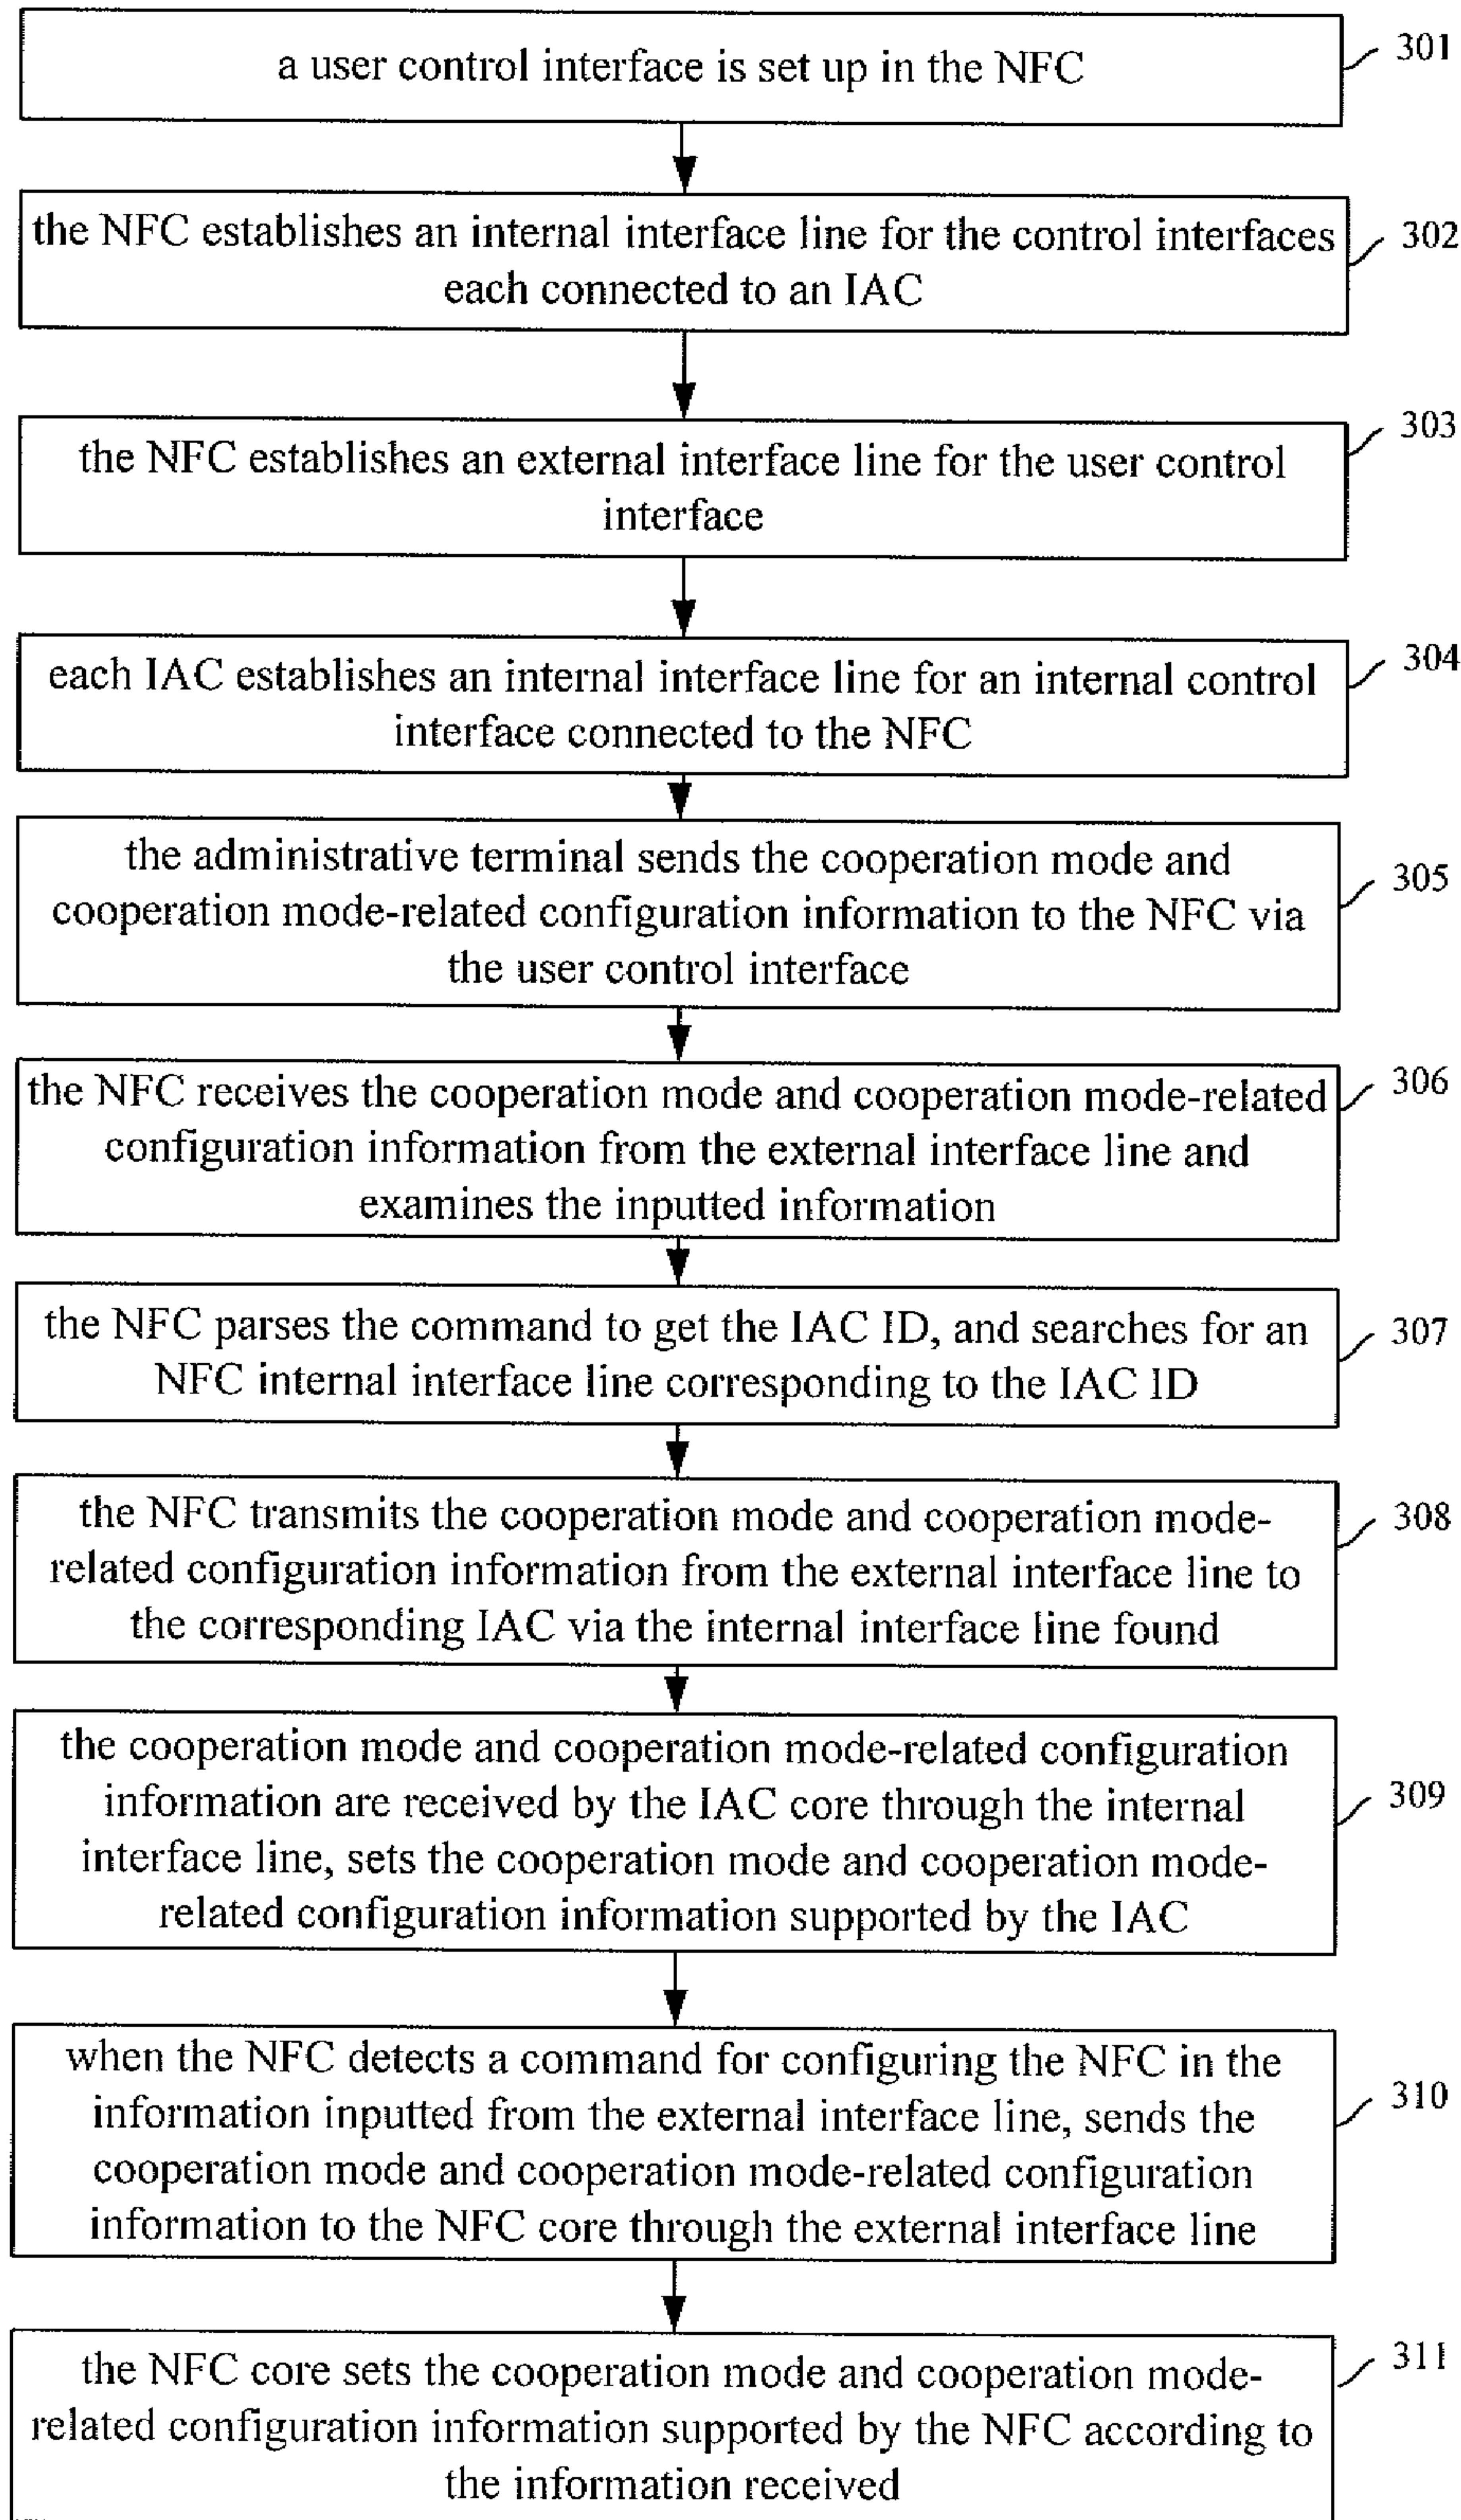 a user control interface is set up in the NFC
301
the NFC establishes an internal interface line for the control interfaces
each connected to an IAC
302
the NFC establishes an external interface line for the user control
interface
303
each IAC establishes an internal interface line for an internal control
interface connected to the NFC
304
the administrative terminal sends the cooperation mode and
cooperation mode-related configuration information to the NFC via
the user control interface
305
the NFC receives the cooperation mode and cooperation mode-related
configuration information from the external interface line and
examines the inputted information
306
the NFC parses the command to get the IAC ID, and searches for an
NFC internal interface line corresponding to the IAC ID
307
the NFC transmits the cooperation mode and cooperation mode-
related configuration information from the external interface line to
the corresponding IAC via the internal interface line found
308
the cooperation mode and cooperation mode-related configuration
information are received by the IAC core through the internal
interface line, sets the cooperation mode and cooperation mode-
related configuration information supported by the IAC
309
when the NFC detects a command for configuring the NFC in the
information inputted from the external interface line, sends the
cooperation mode and cooperation mode-related configuration
information to the NFC core through the external interface line
310
the NFC core sets the cooperation mode and cooperation mode-
related configuration information supported by the NFC according to
the information received
311